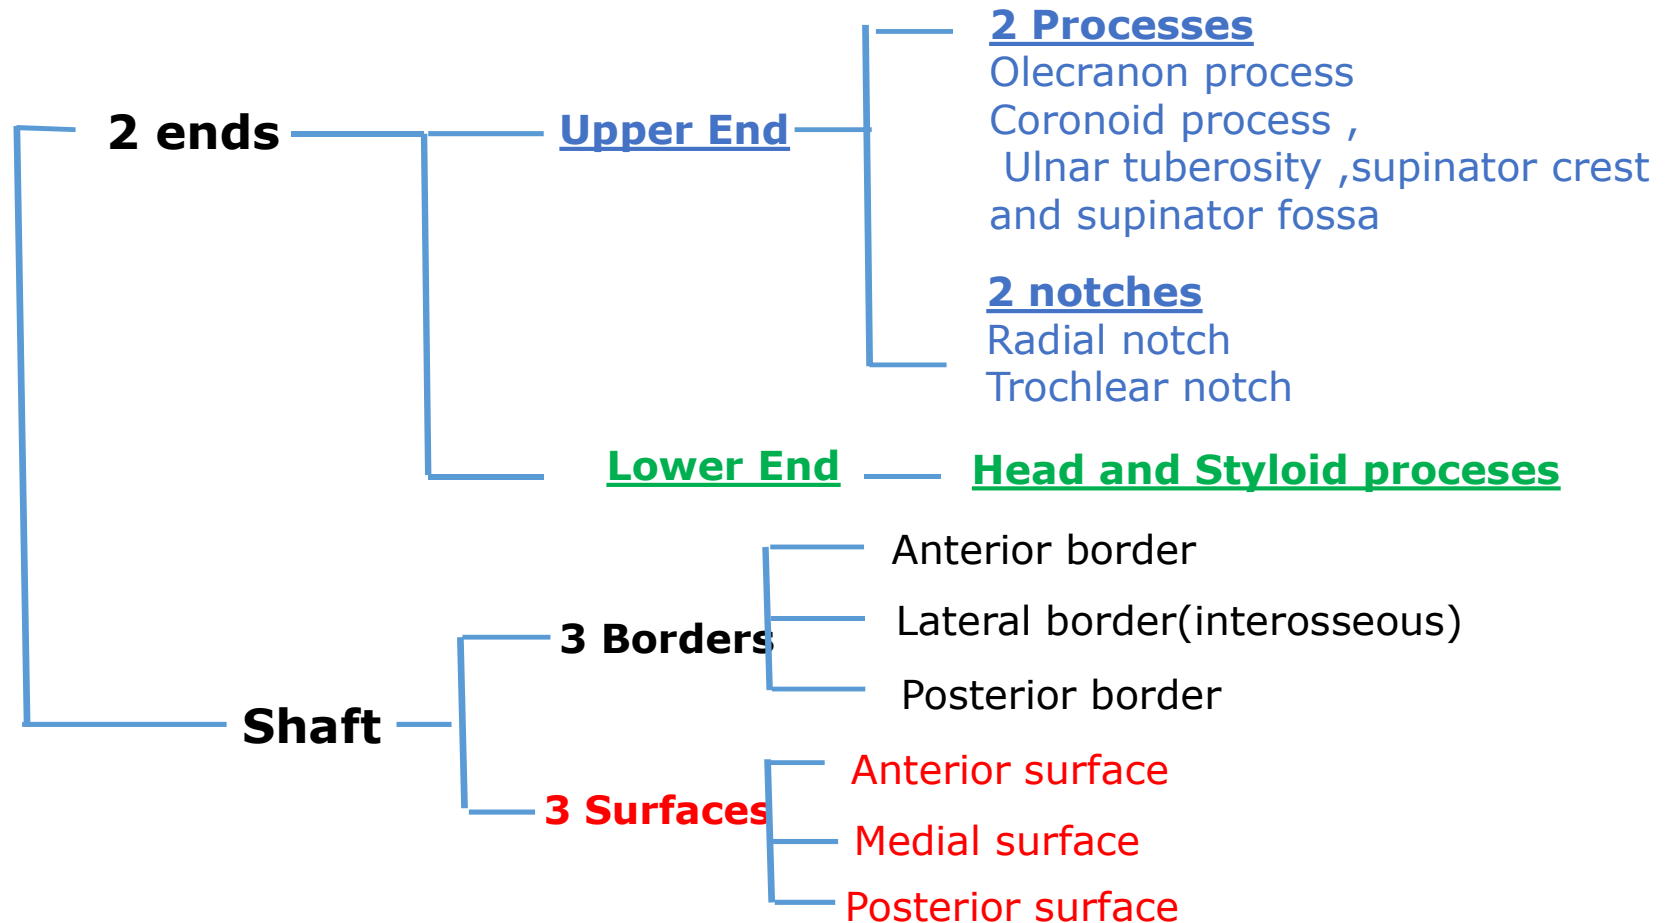 2 ends
Upper End
2 Processes
Olecranon process
Coronoid process ,
Ulnar tuberosity ,supinator crest
and supinator fossa
2 notches
Radial notch
Trochlear notch
Lower End
Head and Styloid proceses
Shaft
3 Borders
Anterior border
Lateral border(interosseous)
Posterior border
3 Surfaces
Anterior surface
Medial surface
Posterior surface